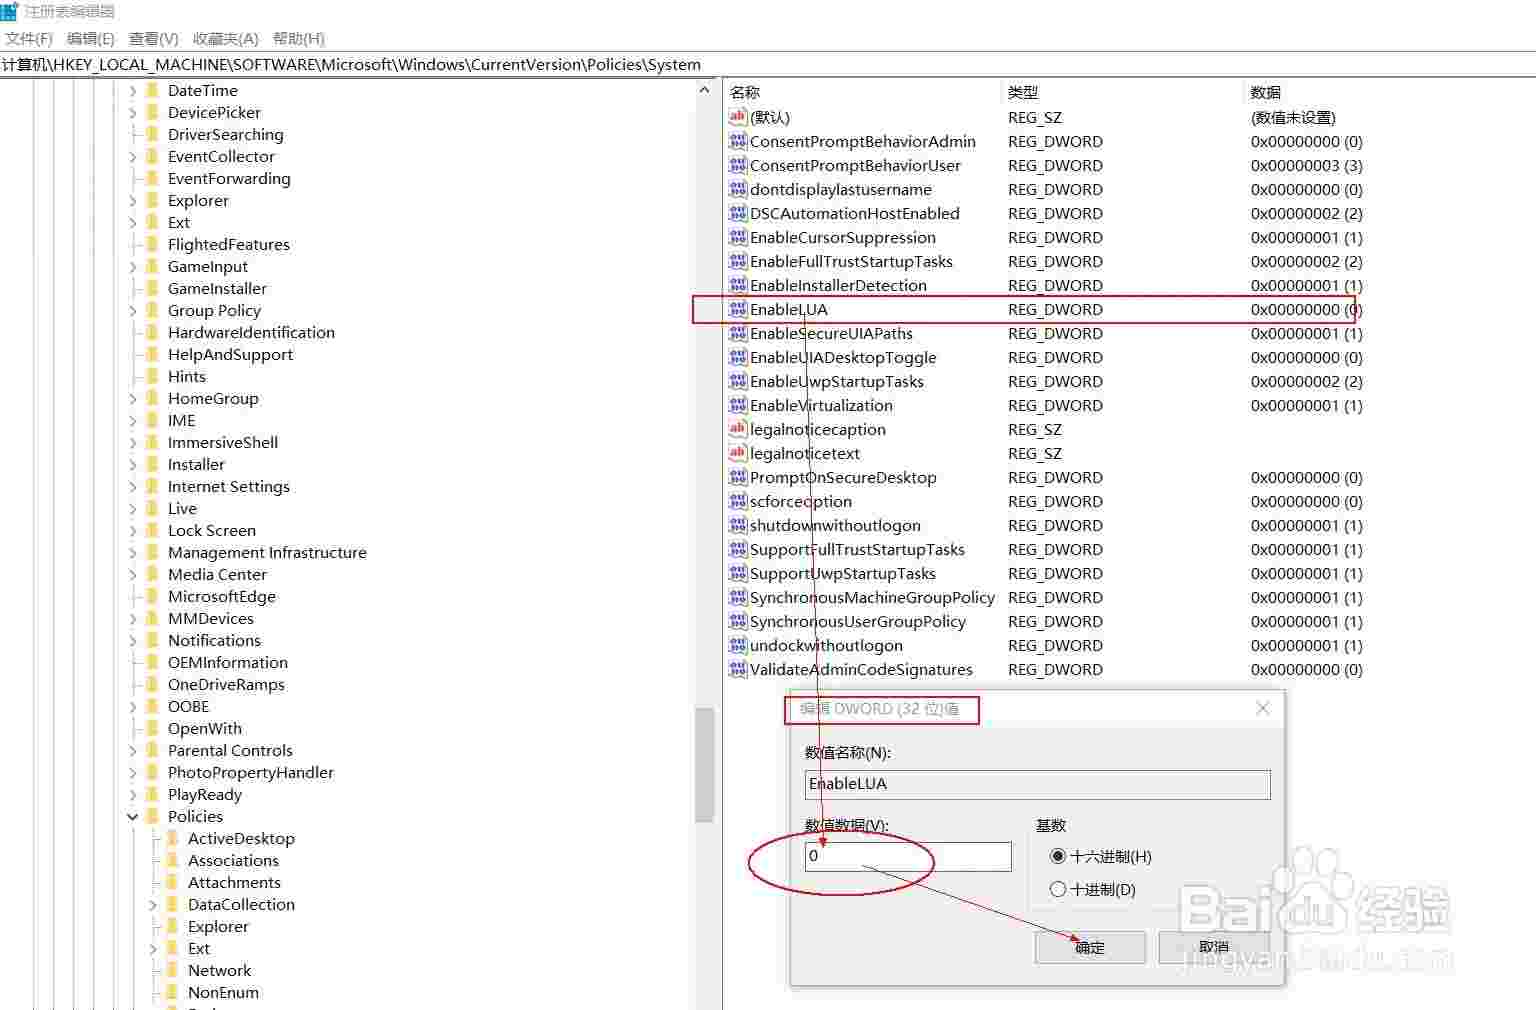 注册表编辑器
文件(F) 编辑(E) 查看(V) 收藏夹(A) 帮助(H)
计算机\HKEY_LOCAL_MACHINE\SOFTWARE\Microsoft\Windows\CurrentVersion\Policies\System
DateTime
DevicePicker
DriverSearching
EventCollector
EventForwarding
Explorer
Ext
FlightedFeatures
GameInput
GameInstaller
Group Policy
HardwareIdentification
HelpAndSupport
Hints
HomeGroup
IME
ImmersiveShell
Installer
Internet Settings
Live
Lock Screen
Management Infrastructure
Media Center
MicrosoftEdge
MMDevices
Notifications
OEMInformation
OneDriveRamps
OOBE
OpenWith
Parental Controls
PhotoPropertyHandler
PlayReady
Policies
ActiveDesktop
Associations
Attachments
DataCollection
Explorer
Ext
Network
NonEnum
名称 类型 数据
(默认) REG_SZ (数值未设置)
ConsentPromptBehaviorAdmin REG_DWORD 0x00000000 (0)
ConsentPromptBehaviorUser REG_DWORD 0x00000003 (3)
dontdisplaylastusername REG_DWORD 0x00000000 (0)
DSCAutomationHostEnabled REG_DWORD 0x00000002 (2)
EnableCursorSuppression REG_DWORD 0x00000001 (1)
EnableFullTrustStartupTasks REG_DWORD 0x00000002 (2)
EnableInstallerDetection REG_DWORD 0x00000001 (1)
EnableLUA REG_DWORD 0x00000000 (0)
EnableSecureUIAPaths REG_DWORD 0x00000001 (1)
EnableUIADesktopToggle REG_DWORD 0x00000000 (0)
EnableUwpStartupTasks REG_DWORD 0x00000002 (2)
EnableVirtualization REG_DWORD 0x00000001 (1)
legalnoticecaption REG_SZ
legalnoticetext REG_SZ
PromptOnSecureDesktop REG_DWORD 0x00000000 (0)
scforceoption REG_DWORD 0x00000000 (0)
shutdownwithoutlogon REG_DWORD 0x00000001 (1)
SupportFullTrustStartupTasks REG_DWORD 0x00000001 (1)
SupportUwpStartupTasks REG_DWORD 0x00000001 (1)
SynchronousMachineGroupPolicy REG_DWORD 0x00000001 (1)
SynchronousUserGroupPolicy REG_DWORD 0x00000001 (1)
undockwithoutlogon REG_DWORD 0x00000001 (1)
ValidateAdminCodeSignatures REG_DWORD 0x00000000 (0)
编辑 DWORD (32 位)值
数值名称(N):
EnableLUA
数值数据(V): 基数
0 十六进制(H)
十进制(D)
确定 取消
Baidu 经验
jingyan.baidu.com